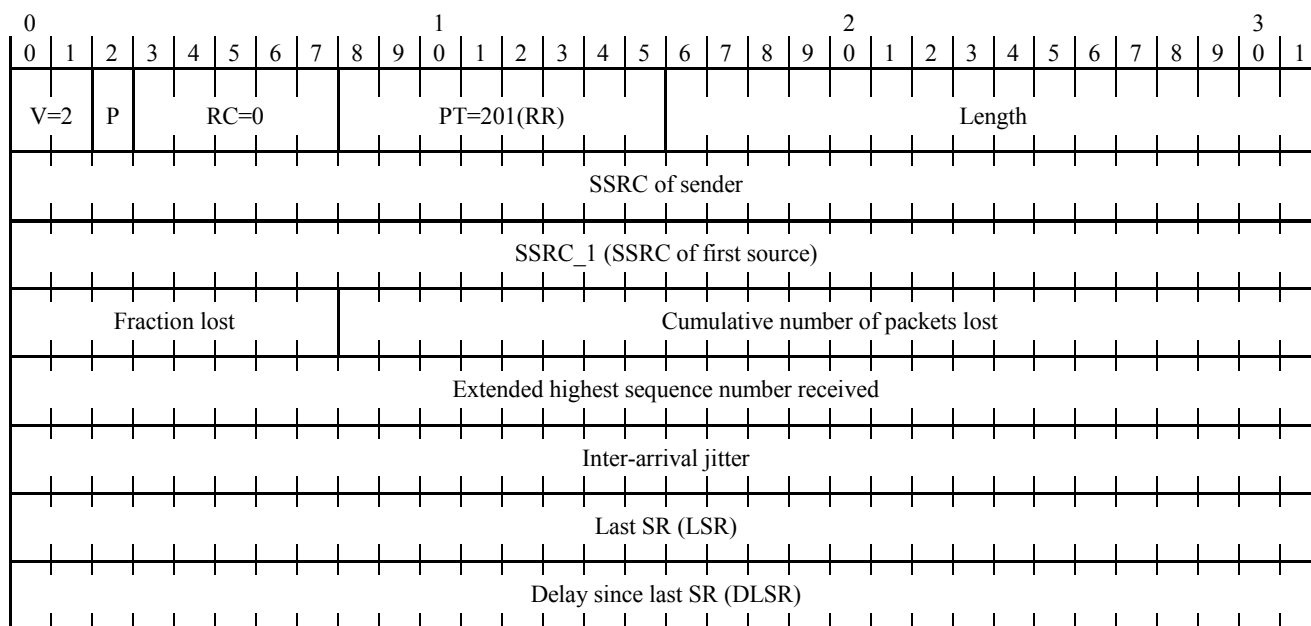 0 1 2 3
0 1 2 3 4 5 6 7 8 9 0 1 2 3 4 5 6 7 8 9 0 1 2 3 4 5 6 7 8 9 0 1
V=2 P RC=0 PT=201(RR) Length
SSRC of sender
SSRC_1 (SSRC of first source)
Fraction lost Cumulative number of packets lost
Extended highest sequence number received
Inter-arrival jitter
Last SR (LSR)
Delay since last SR (DLSR)